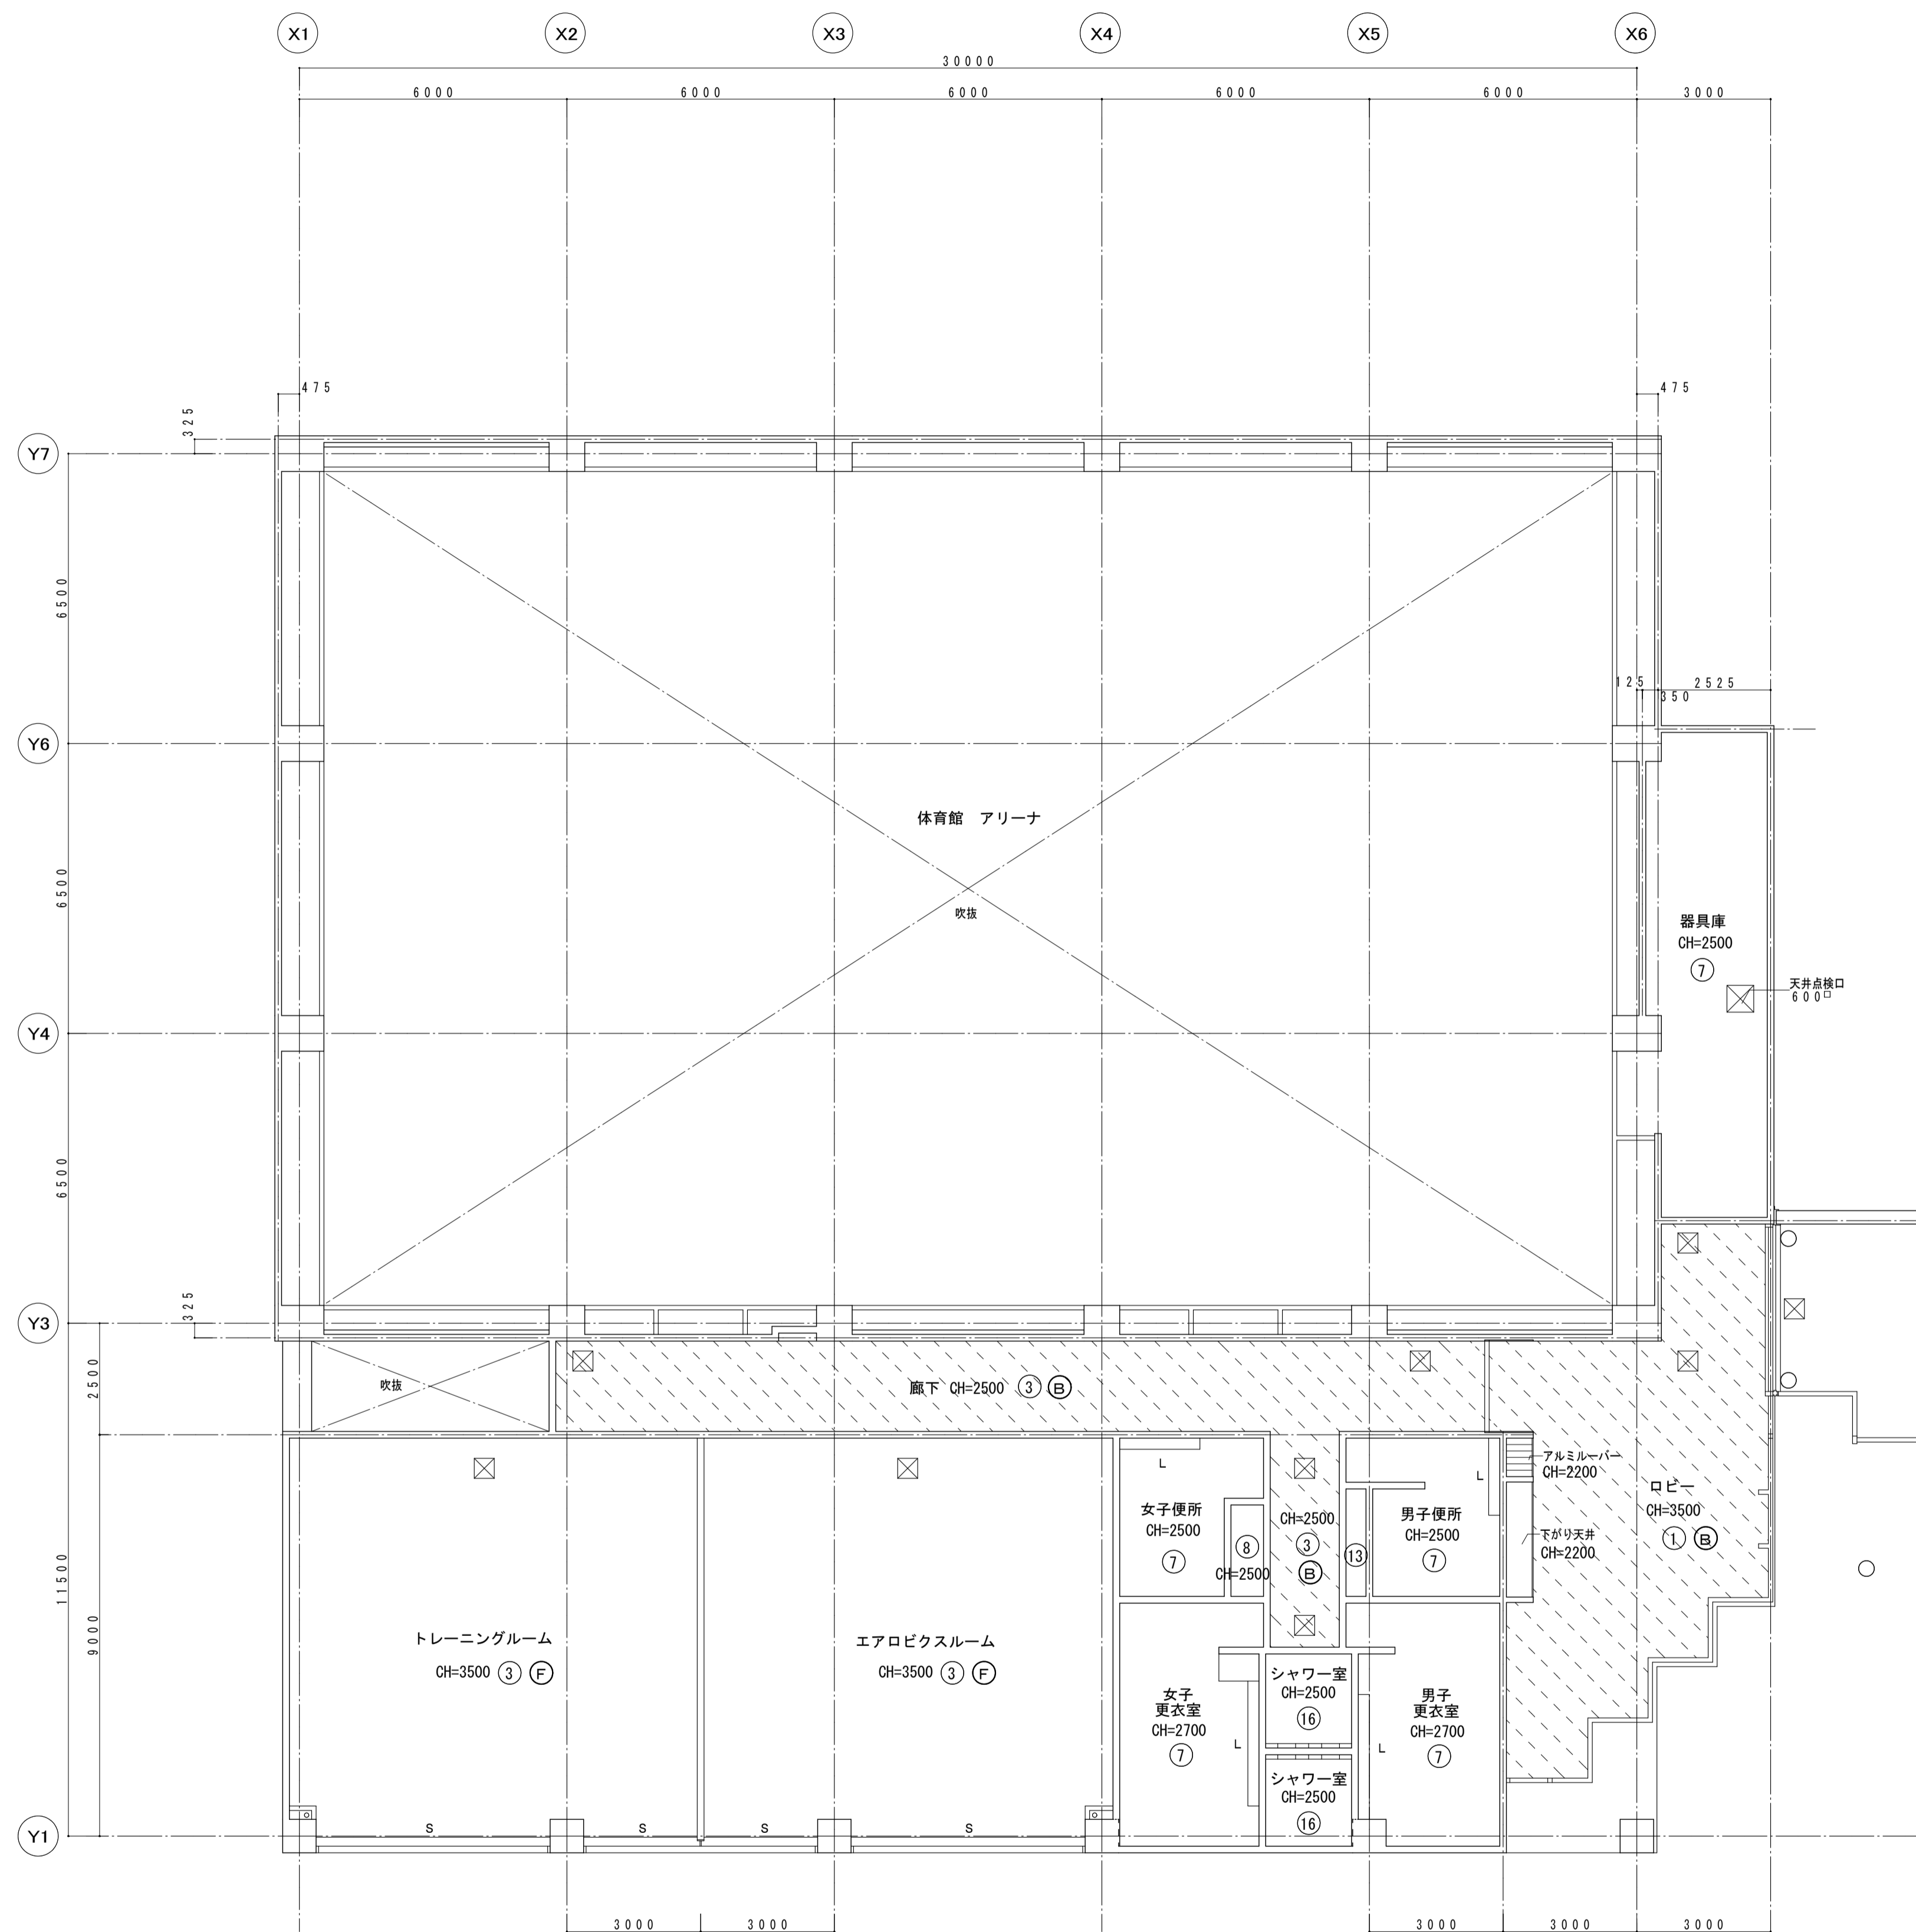 X1 X2 X3 X4 X5 X6
30000
6000 6000 6000 6000 6000 3000
475 475
325
Y7
6500
125 350 2525
Y6
体育館 アリーナ
6500
吹抜
器具庫
CH=2500
7
天井点検口
600□
Y4
6500
325
Y3
2500
吹抜
廊下 CH=2500 3 B
L
L
アルミルーバー
CH=2200
ロビー
CH=3500
1 B
女子便所
CH=2500
7
8
CH=2500
CH=2500
3
B
13
男子便所
CH=2500
7
下がり天井
CH=2200
11500
9000
トレーニングルーム
CH=3500 3 F
エアロビクスルーム
CH=3500 3 F
女子
更衣室
CH=2700
7
L
シャワー室
CH=2500
16
シャワー室
CH=2500
16
L
男子
更衣室
CH=2700
7
Y1
S S S S
3000 3000 3000 3000 3000